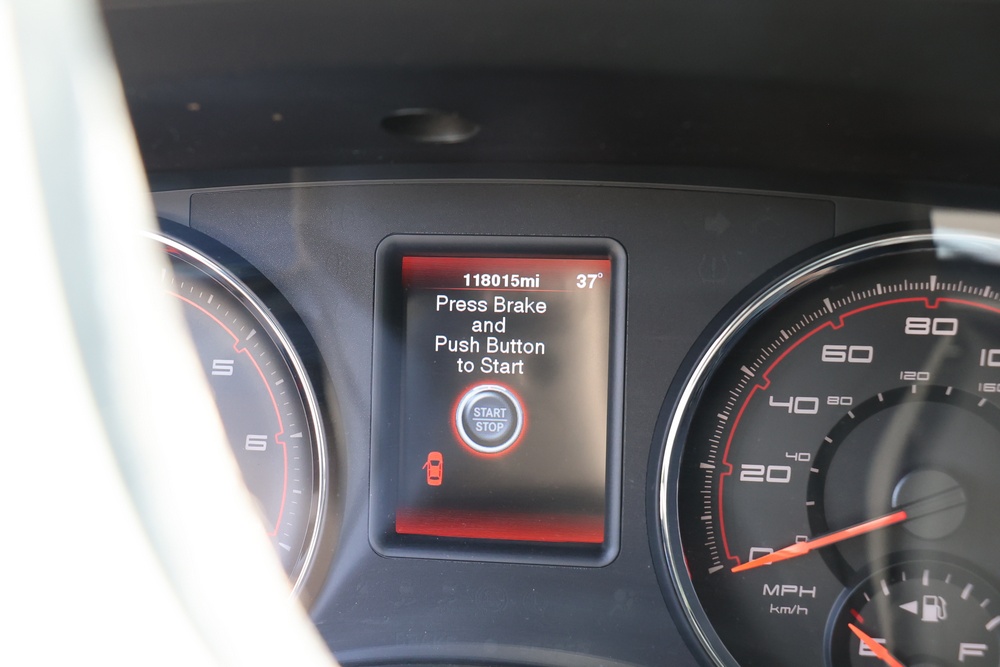 118015mi 37°
Press Brake
and
Push Button
to Start
START
STOP
5
6
80
60
120
40 80
40
20
0
MPH
km/h
E F